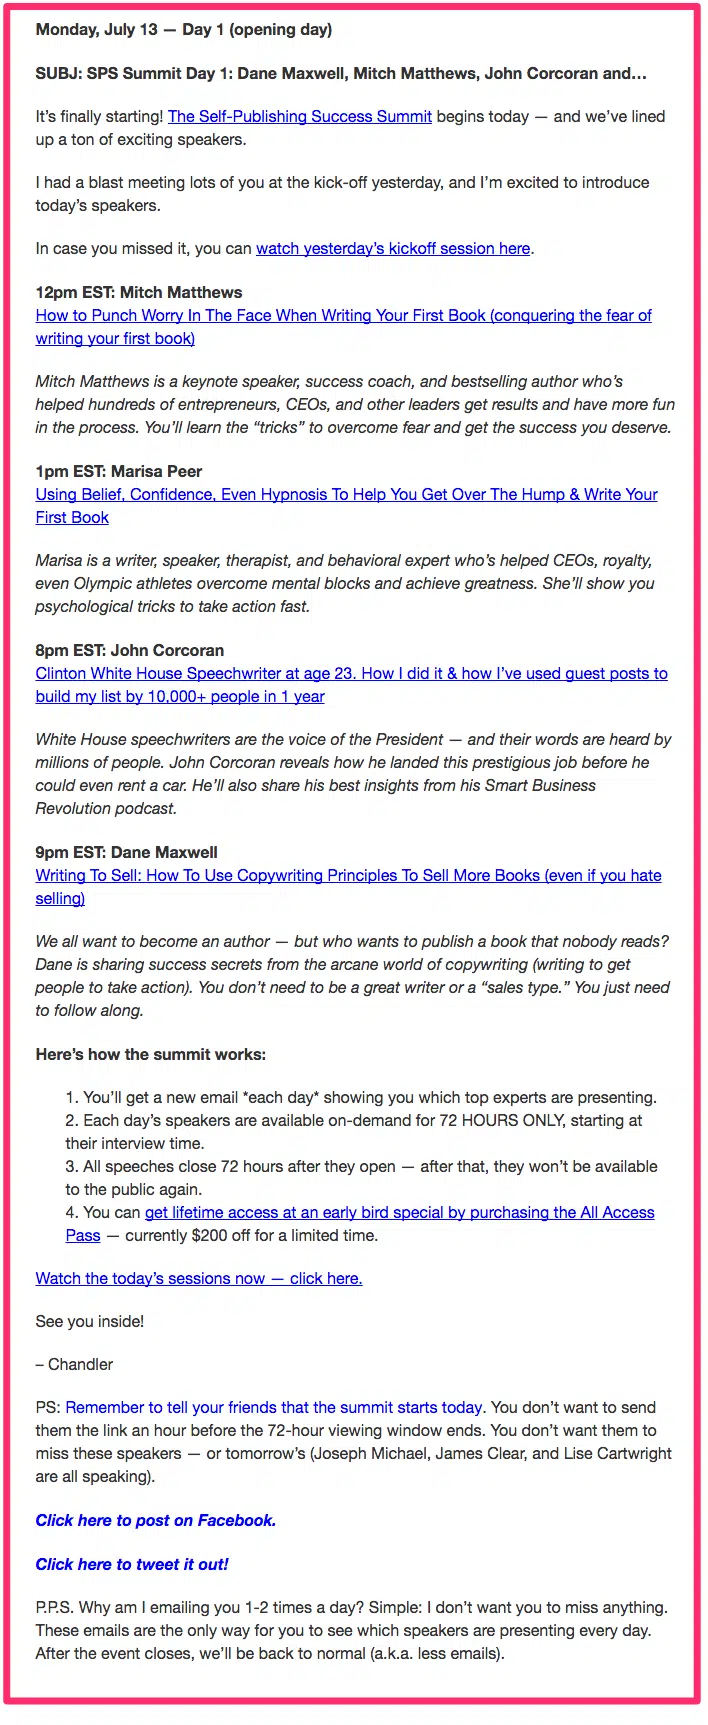 Monday, July 13 — Day 1 (opening day)
SUBJ: SPS Summit Day 1: Dane Maxwell, Mitch Matthews, John Corcoran and…
It’s finally starting! The Self-Publishing Success Summit begins today — and we’ve lined
up a ton of exciting speakers.
I had a blast meeting lots of you at the kick-off yesterday, and I’m excited to introduce
today’s speakers.
In case you missed it, you can watch yesterday’s kickoff session here.
12pm EST: Mitch Matthews
How to Punch Worry In The Face When Writing Your First Book (conquering the fear of
writing your first book)
Mitch Matthews is a keynote speaker, success coach, and bestselling author who’s
helped hundreds of entrepreneurs, CEOs, and other leaders get results and have more fun
in the process. You’ll learn the “tricks” to overcome fear and get the success you deserve.
1pm EST: Marisa Peer
Using Belief, Confidence, Even Hypnosis To Help You Get Over The Hump & Write Your
First Book
Marisa is a writer, speaker, therapist, and behavioral expert who’s helped CEOs, royalty,
even Olympic athletes overcome mental blocks and achieve greatness. She’ll show you
psychological tricks to take action fast.
8pm EST: John Corcoran
Clinton White House Speechwriter at age 23. How I did it & how I’ve used guest posts to
build my list by 10,000+ people in 1 year
White House speechwriters are the voice of the President — and their words are heard by
millions of people. John Corcoran reveals how he landed this prestigious job before he
could even rent a car. He’ll also share his best insights from his Smart Business
Revolution podcast.
9pm EST: Dane Maxwell
Writing To Sell: How To Use Copywriting Principles To Sell More Books (even if you hate
selling)
We all want to become an author — but who wants to publish a book that nobody reads?
Dane is sharing success secrets from the arcane world of copywriting (writing to get
people to take action). You don’t need to be a great writer or a “sales type.” You just need
to follow along.
Here’s how the summit works:
1. You’ll get a new email *each day* showing you which top experts are presenting.
2. Each day’s speakers are available on-demand for 72 HOURS ONLY, starting at
their interview time.
3. All speeches close 72 hours after they open — after that, they won’t be available
to the public again.
4. You can get lifetime access at an early bird special by purchasing the All Access
Pass — currently $200 off for a limited time.
Watch the today’s sessions now — click here.
See you inside!
– Chandler
PS: Remember to tell your friends that the summit starts today. You don’t want to send
them the link an hour before the 72-hour viewing window ends. You don’t want them to
miss these speakers — or tomorrow’s (Joseph Michael, James Clear, and Lise Cartwright
are all speaking).
Click here to post on Facebook.
Click here to tweet it out!
P.P.S. Why am I emailing you 1-2 times a day? Simple: I don’t want you to miss anything.
These emails are the only way for you to see which speakers are presenting every day.
After the event closes, we’ll be back to normal (a.k.a. less emails).